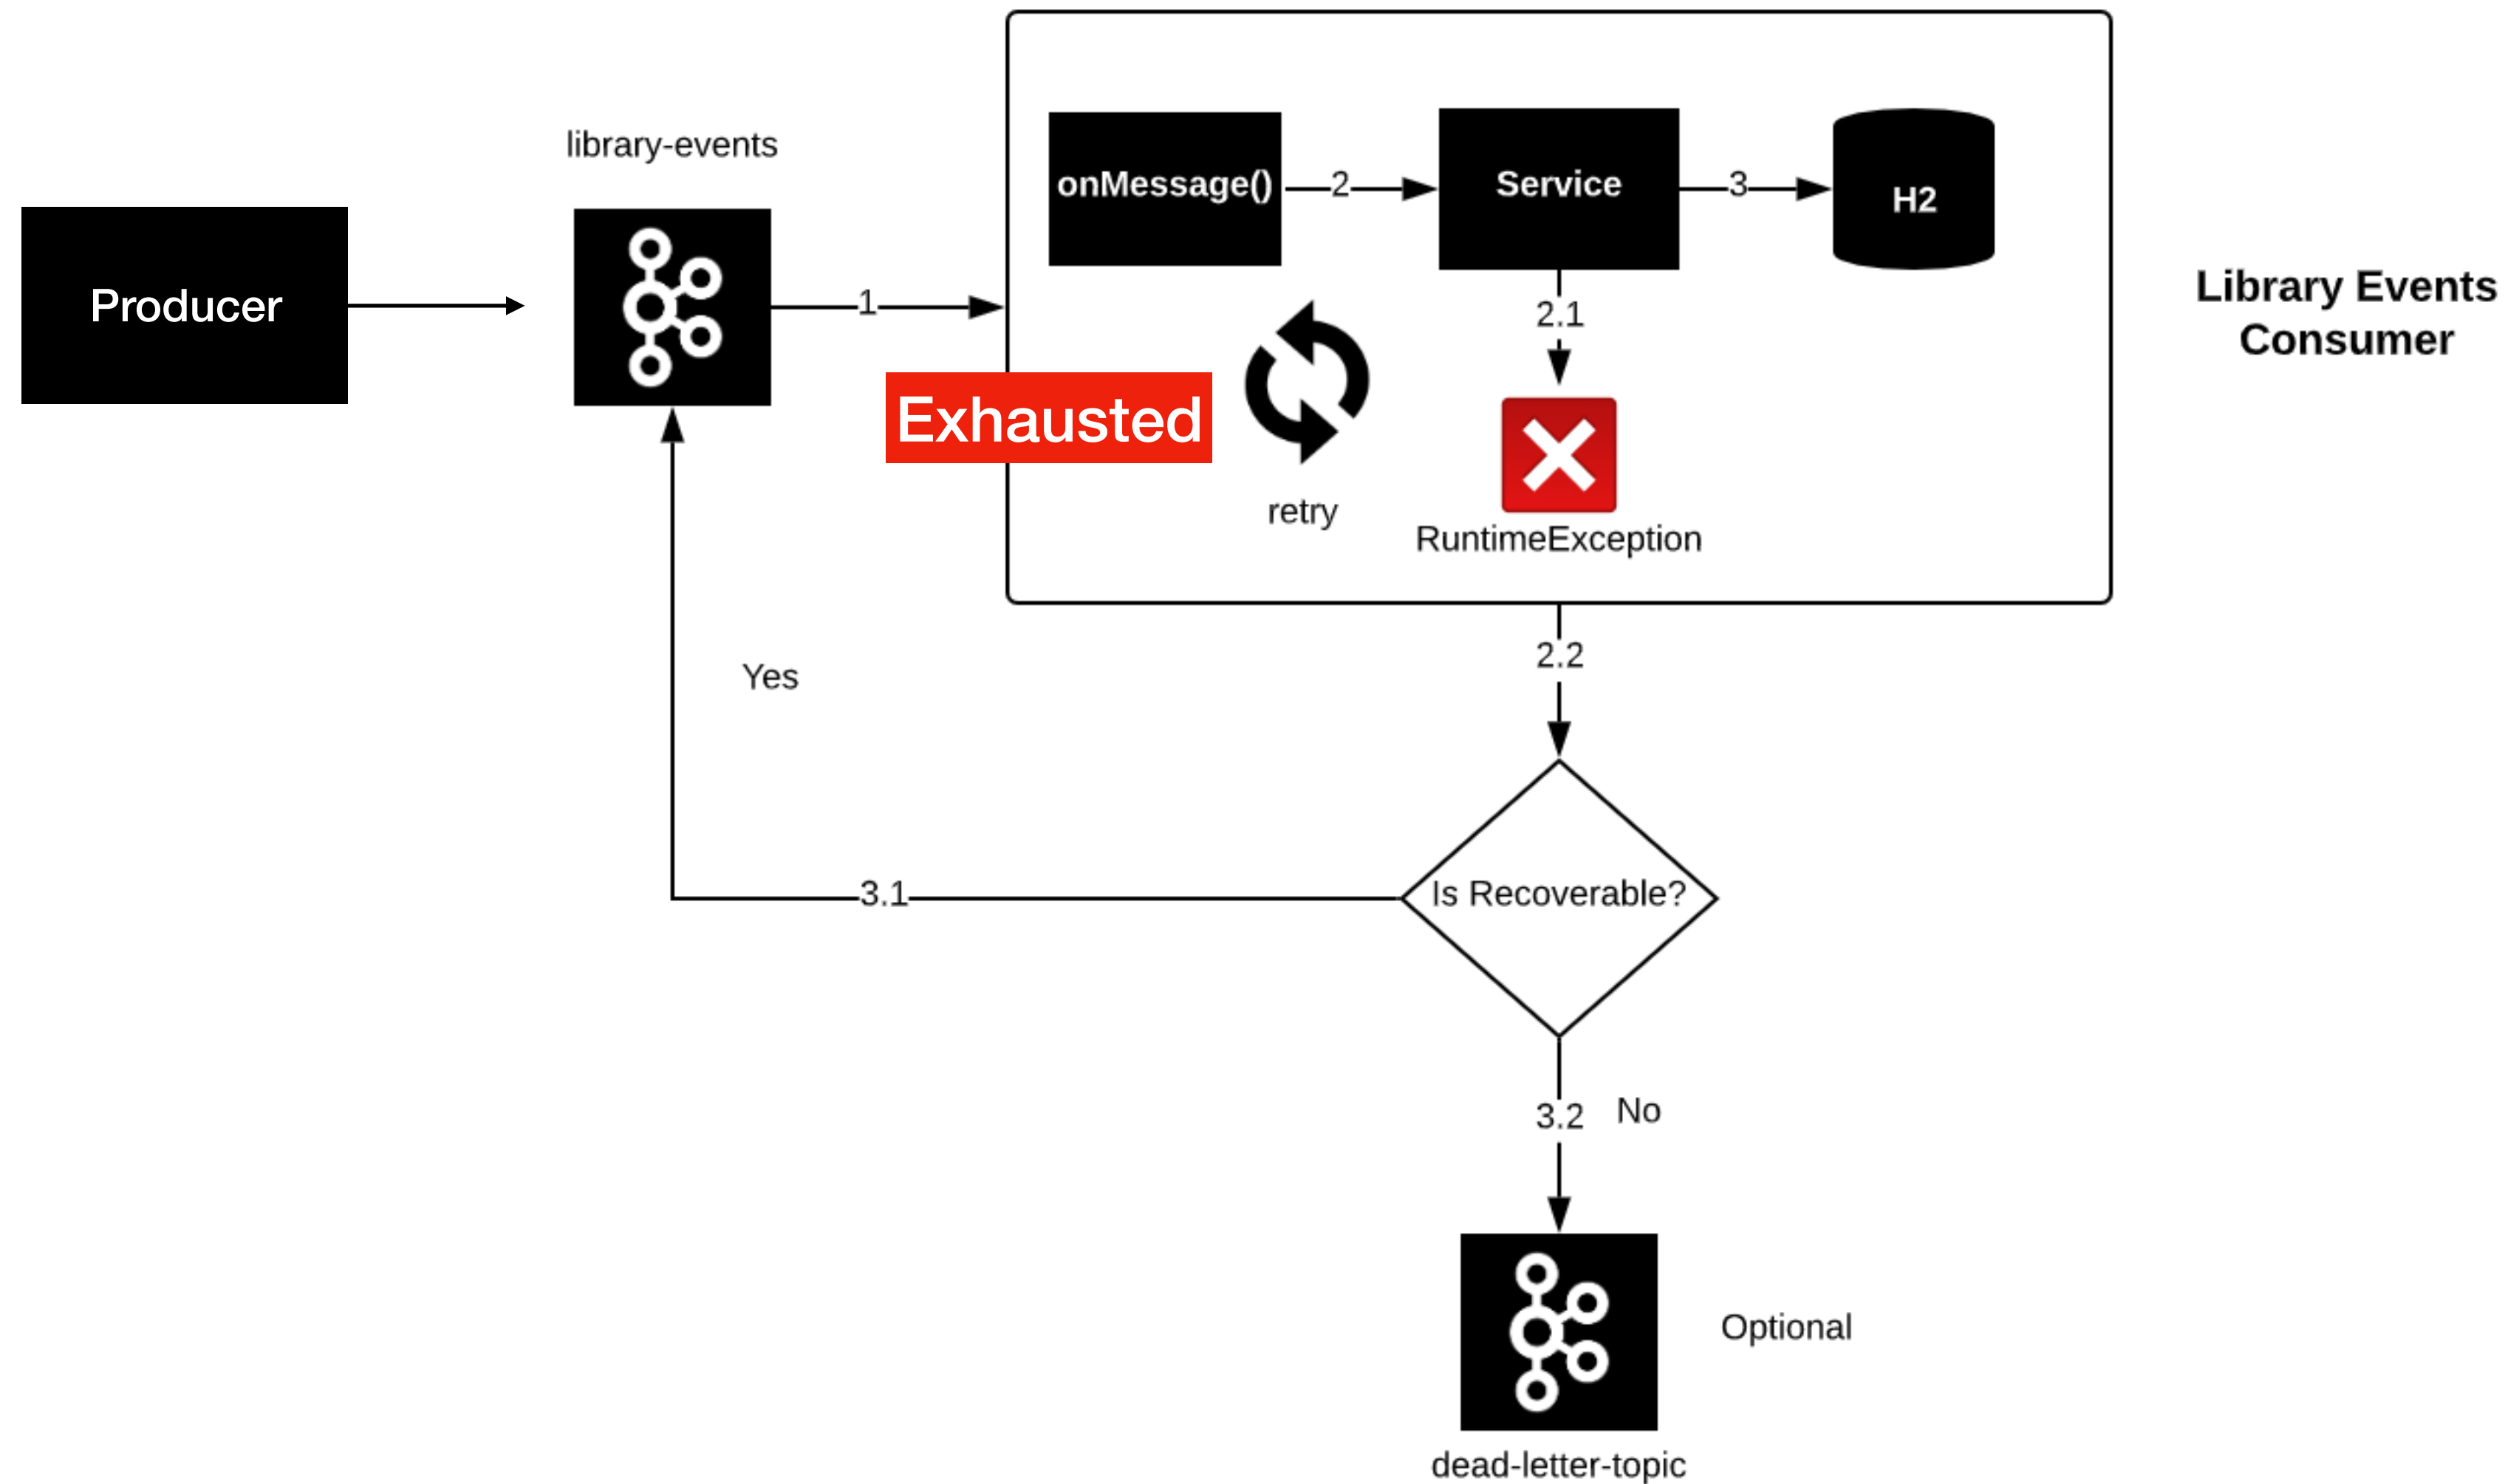 library-events
Producer
1
onMessage()
2
Service
3
H2
Library Events
Consumer
2.1
Exhausted
retry
RuntimeException
2.2
Yes
Is Recoverable?
3.1
3.2
No
Optional
dead-letter-topic